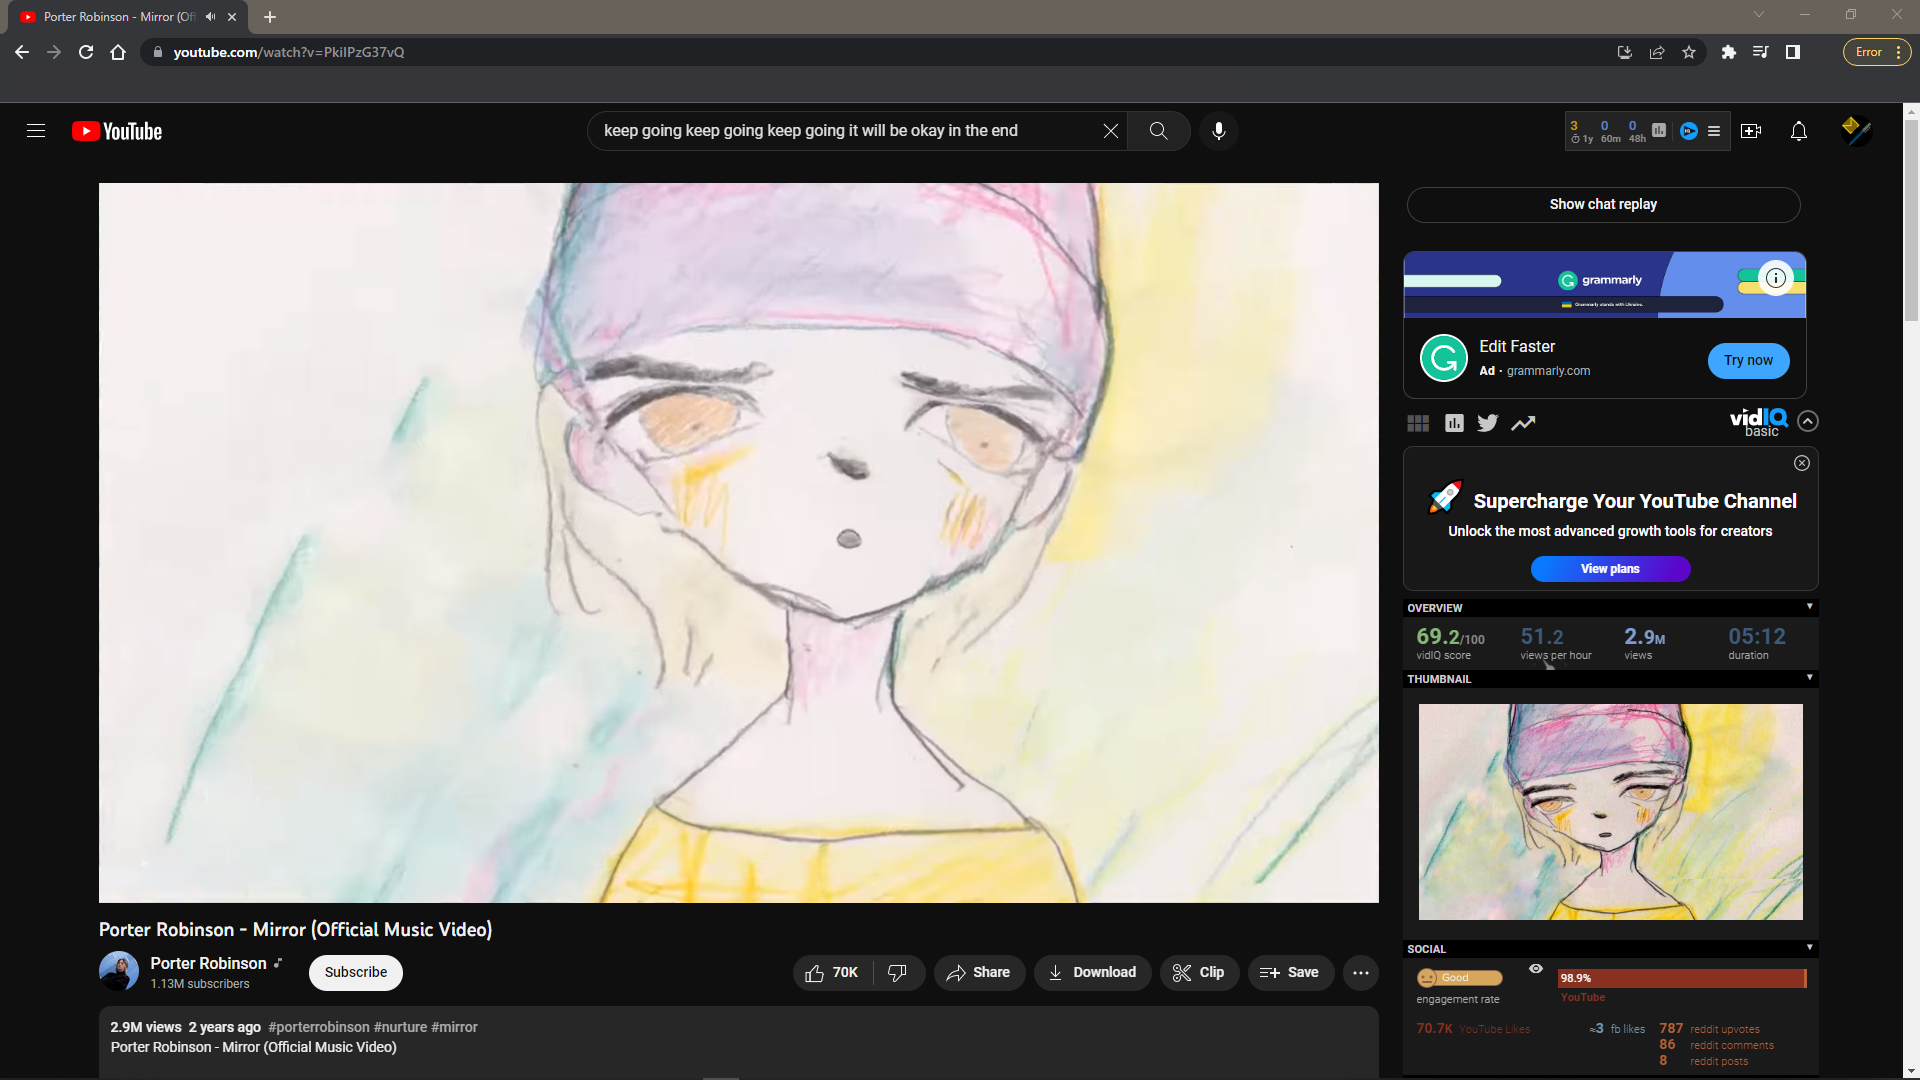 Porter Robinson - Mirror (Off
youtube.com/watch?v=PkiIPzG37vQ
Error
YouTube
keep going keep going keep going it will be okay in the end
3 0 0
1y 60m 48h
Show chat replay
grammarly
Grammarly stands with Ukraine.
Edit Faster
Ad · grammarly.com
Try now
vidIQ
basic
Supercharge Your YouTube Channel
Unlock the most advanced growth tools for creators
View plans
OVERVIEW
69.2/100 51.2 2.9M 05:12
vidIQ score views per hour views duration
THUMBNAIL
Porter Robinson - Mirror (Official Music Video)
Porter Robinson
1.13M subscribers
Subscribe
70K
Share
Download
Clip
Save
2.9M views 2 years ago #porterrobinson #nurture #mirror
Porter Robinson - Mirror (Official Music Video)
SOCIAL
Good
engagement rate
98.9%
YouTube
70.7K YouTube Likes
≈3 fb likes
787 reddit upvotes
86 reddit comments
8 reddit posts